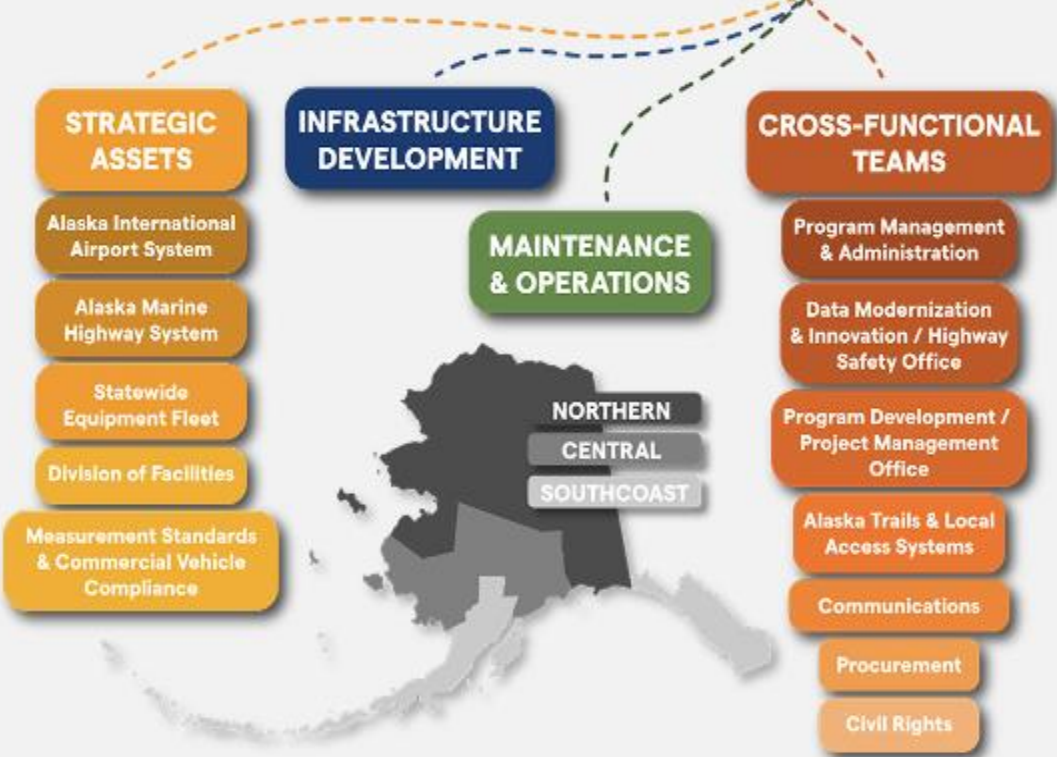 STRATEGIC
ASSETS
Alaska International
Airport System
Alaska Marine
Highway System
Statewide
Equipment Fleet
Division of Facilities
Measurement Standards
& Commercial Vehicle
Compliance
INFRASTRUCTURE
DEVELOPMENT
MAINTENANCE
& OPERATIONS
NORTHERN
CENTRAL
SOUTHCOAST
CROSS-FUNCTIONAL
TEAMS
Program Management
& Administration
Data Modernization
& Innovation / Highway
Safety Office
Program Development /
Project Management
Office
Alaska Trails & Local
Access Systems
Communications
Procurement
Civil Rights